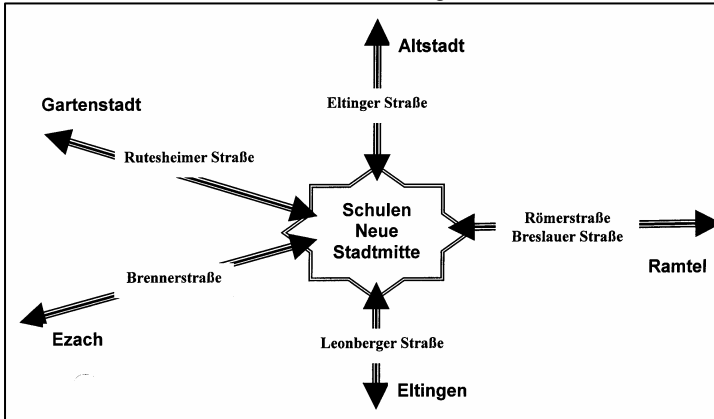 Altstadt
Eltinger Straße
Gartenstadt
Rutesheimer Straße
Schulen
Neue
Stadtmitte
Römerstraße
Breslauer Straße
Ramtel
Brennerstraße
Ezach
Leonberger Straße
Eltingen